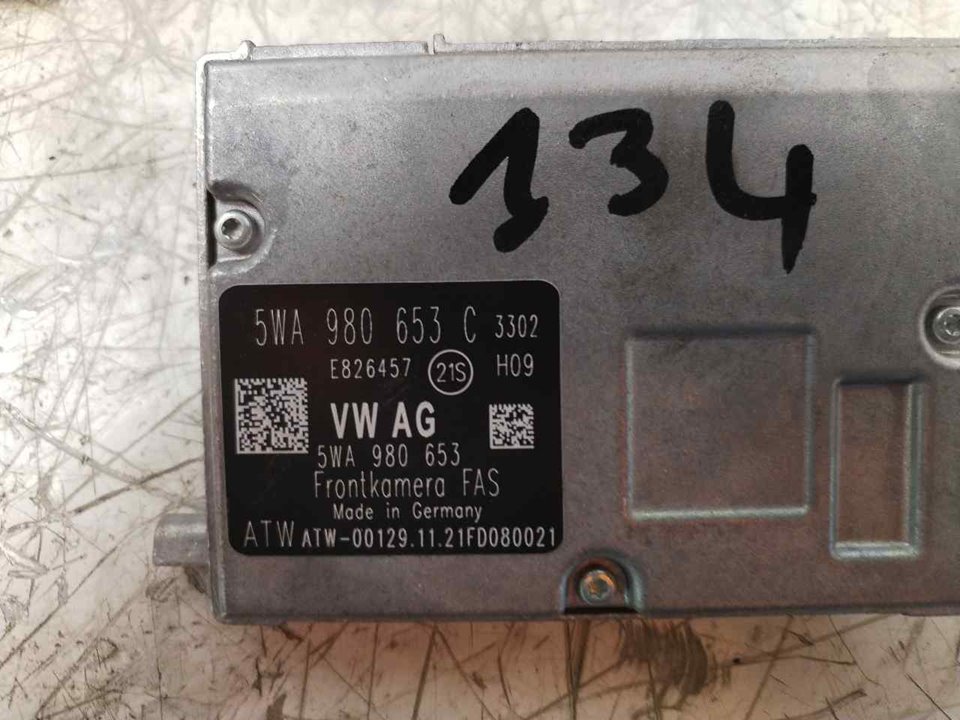 134
5WA 980 653 C 3302
E826457 21S H09
VW AG
5WA 980 653
Frontkamera FAS
Made in Germany
ATW ATW-00129.11.21FD080021